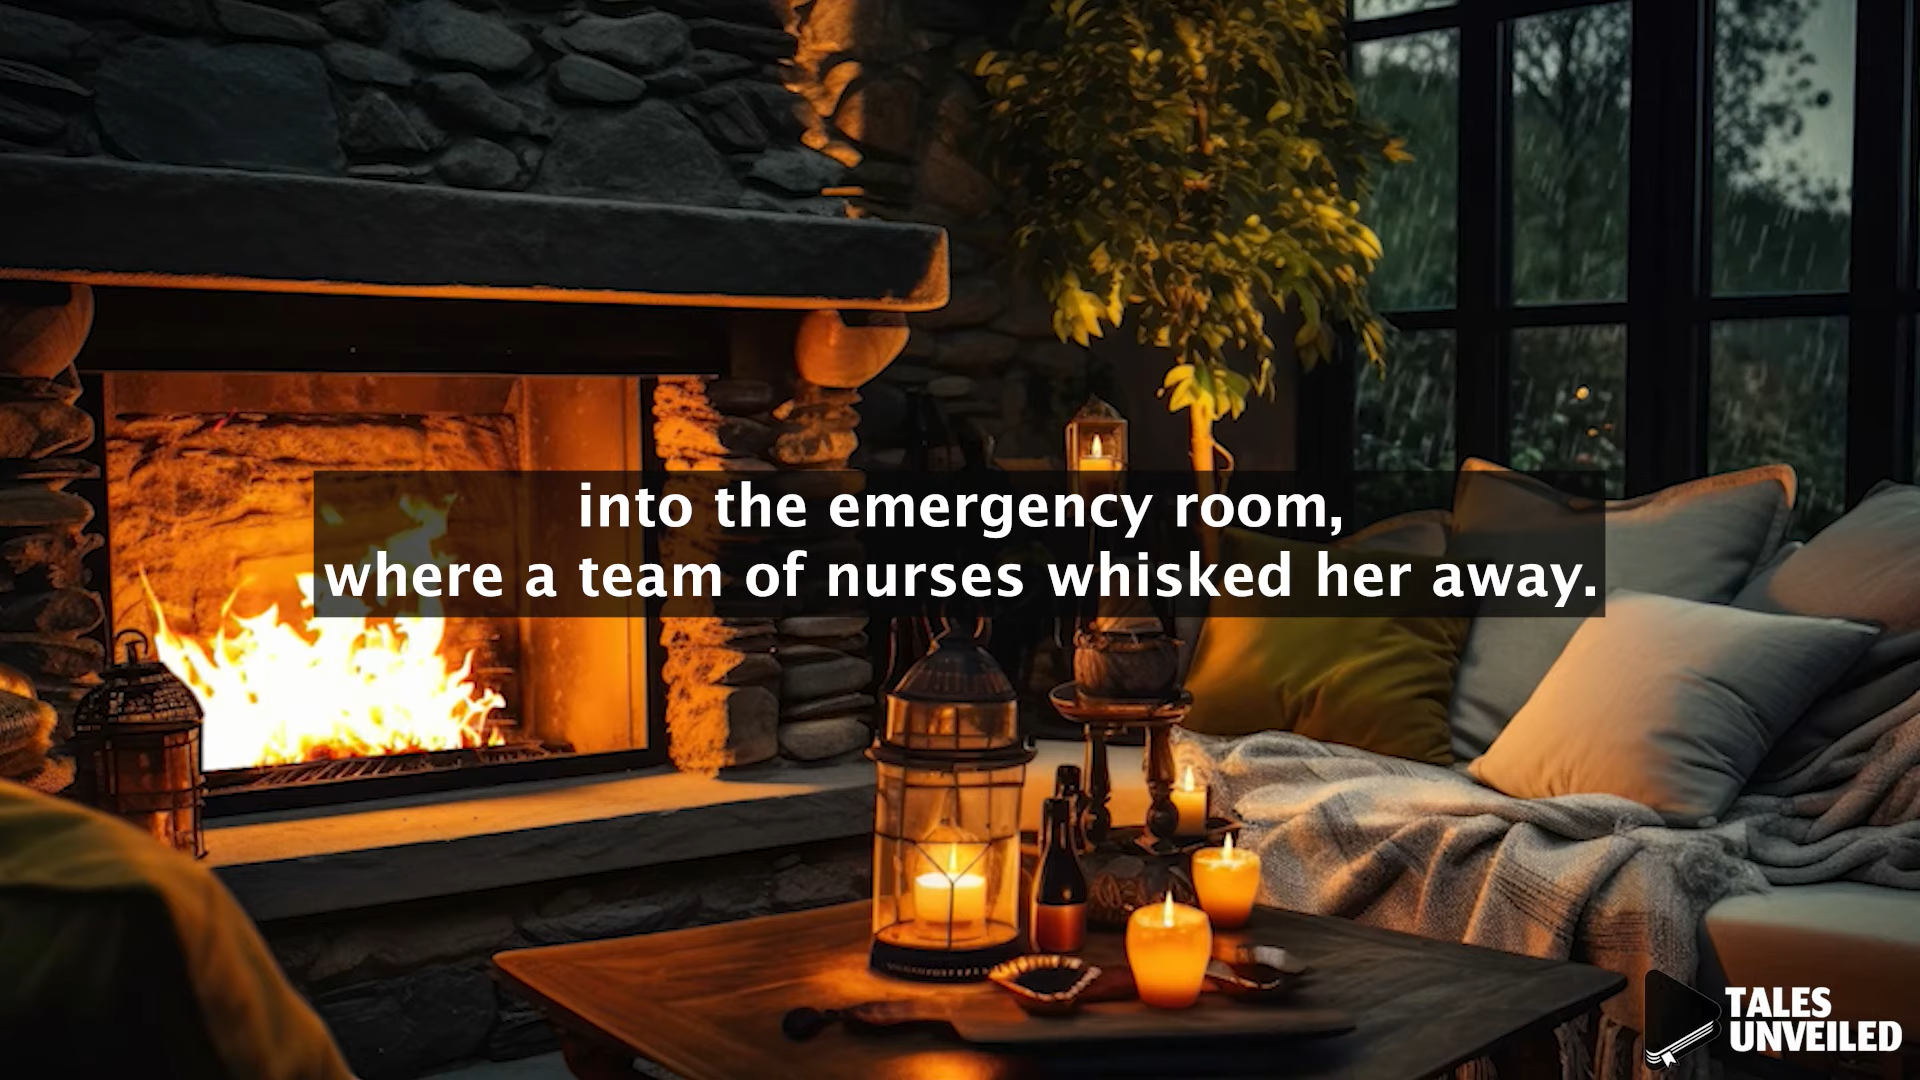 into the emergency room,
where a team of nurses whisked her away.
TALES
UNVEILED